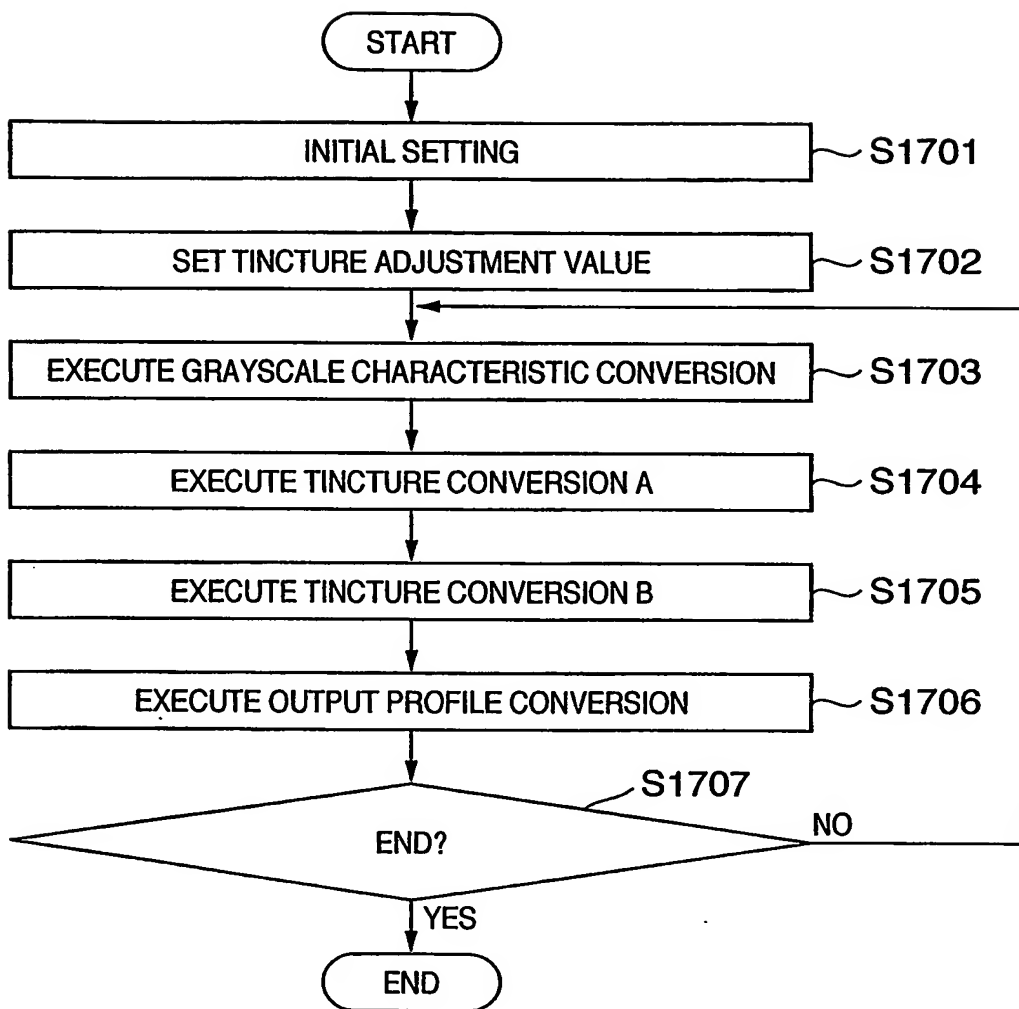 START
INITIAL SETTING
S1701
SET TINCTURE ADJUSTMENT VALUE
S1702
EXECUTE GRAYSCALE CHARACTERISTIC CONVERSION
S1703
EXECUTE TINCTURE CONVERSION A
S1704
EXECUTE TINCTURE CONVERSION B
S1705
EXECUTE OUTPUT PROFILE CONVERSION
S1706
S1707
END?
NO
YES
END